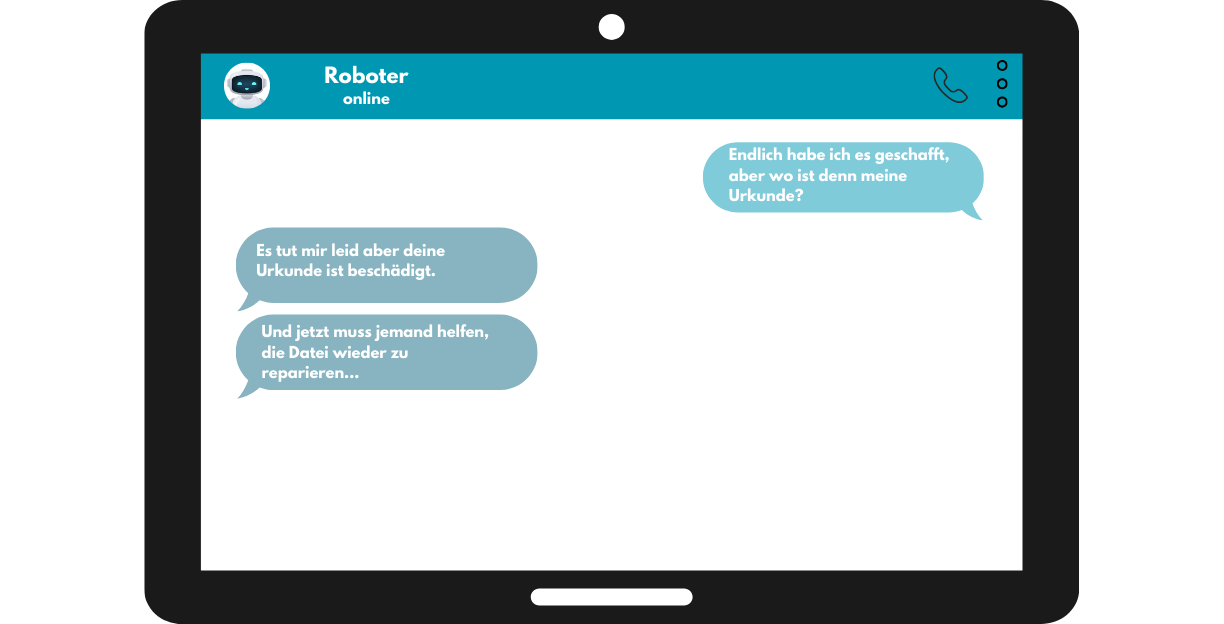 Roboter
online
Endlich habe ich es geschafft,
aber wo ist denn meine
Urkunde?
Es tut mir leid aber deine
Urkunde ist beschädigt.
Und jetzt muss jemand helfen,
die Datei wieder zu
reparieren...